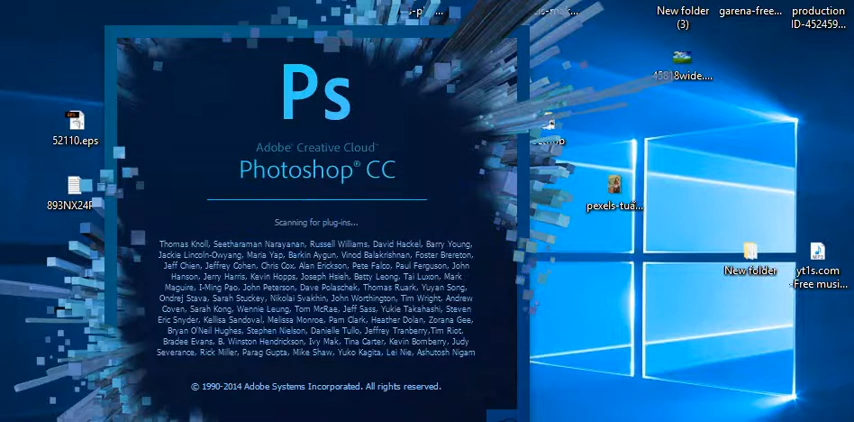 New folder
(3)
garena-free...
production
ID-452459...
wide....
52110.eps
Ps
Adobe® Creative Cloud™
Photoshop® CC
pexels-tua...
Scanning for plug-ins...
Thomas Knoll, Seetharaman Narayanan, Russell Williams, David Hackel, Barry Young,
Jackie Lincoln-Owyang, Maria Yap, Barkin Aygun, Vinod Balakrishnan, Foster Brereton,
Jeff Chien, Jeffrey Cohen, Chris Cox, Alan Erickson, Pete Falco, Paul Ferguson, John
Hanson, Jerry Harris, Kevin Hopps, Joseph Hsieh, Betty Leong, Tai Luxon, Mark
Maguire, I-Ming Pao, John Peterson, Dave Polaschek, Thomas Ruark, Yuyan Song,
Ondrej Stava, Sarah Stuckey, Nikolai Svakhin, John Worthington, Tim Wright, Andrew
Coven, Sarah Kong, Wennie Leung, Tom McRae, Jeff Sass, Yukie Takahashi, Steven
Eric Snyder, Kellisa Sandoval, Melissa Monroe, Pam Clark, Heather Dolan, Zorana Gee,
Bryan O'Neil Hughes, Stephen Nielson, Danielle Tullo, Jeffrey Tranberry,Tim Riot,
Bradee Evans, B. Winston Hendrickson, Ivy Mak, Tina Carter, Kevin Bomberry, Judy
Severance, Rick Miller, Parag Gupta, Mike Shaw, Yuko Kagita, Lei Nie, Ashutosh Nigam
New folder
yt1s.com
Free musi...
© 1990-2014 Adobe Systems Incorporated. All rights reserved.